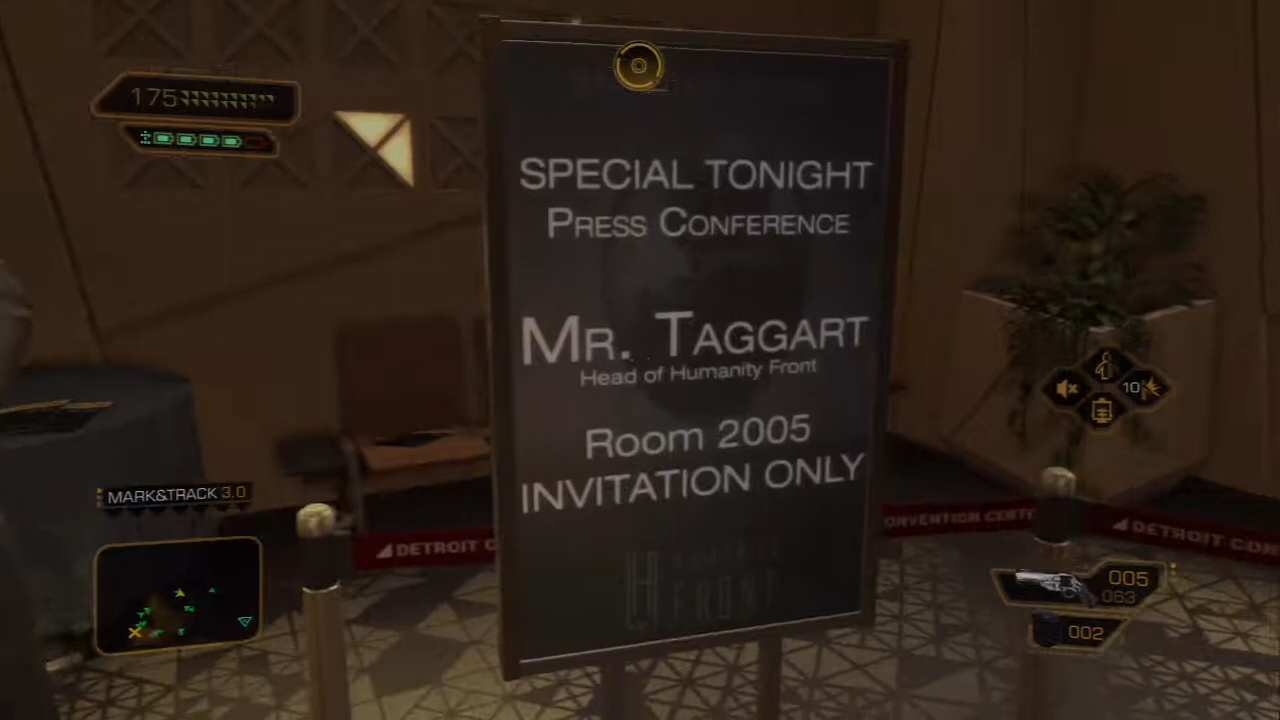 175
SPECIAL TONIGHT
PRESS CONFERENCE
MR. TAGGART
Head of Humanity Front
Room 2005
INVITATION ONLY
FRONT
10
MARK&TRACK 3.0
DETROIT C
ONVENTION CENTE
DETROIT CON
005
063
002